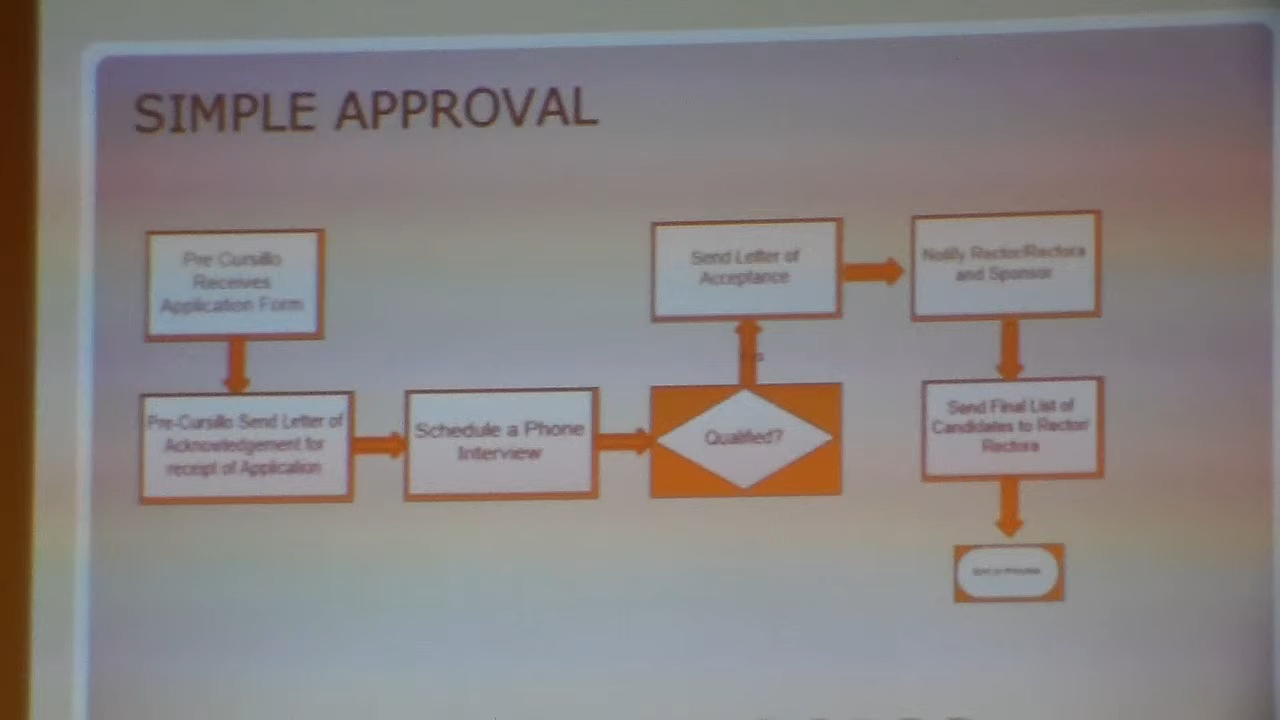 SIMPLE APPROVAL
Pre Cursillo
Receives
Application Form
Pre-Cursillo Send Letter of
Acknowledgement for
receipt of Application
Schedule a Phone
Interview
Qualified?
Send Letter of
Acceptance
Notify Rector/Rectora
and Sponsor
Send Final List of
Candidates to Rector/
Rectora